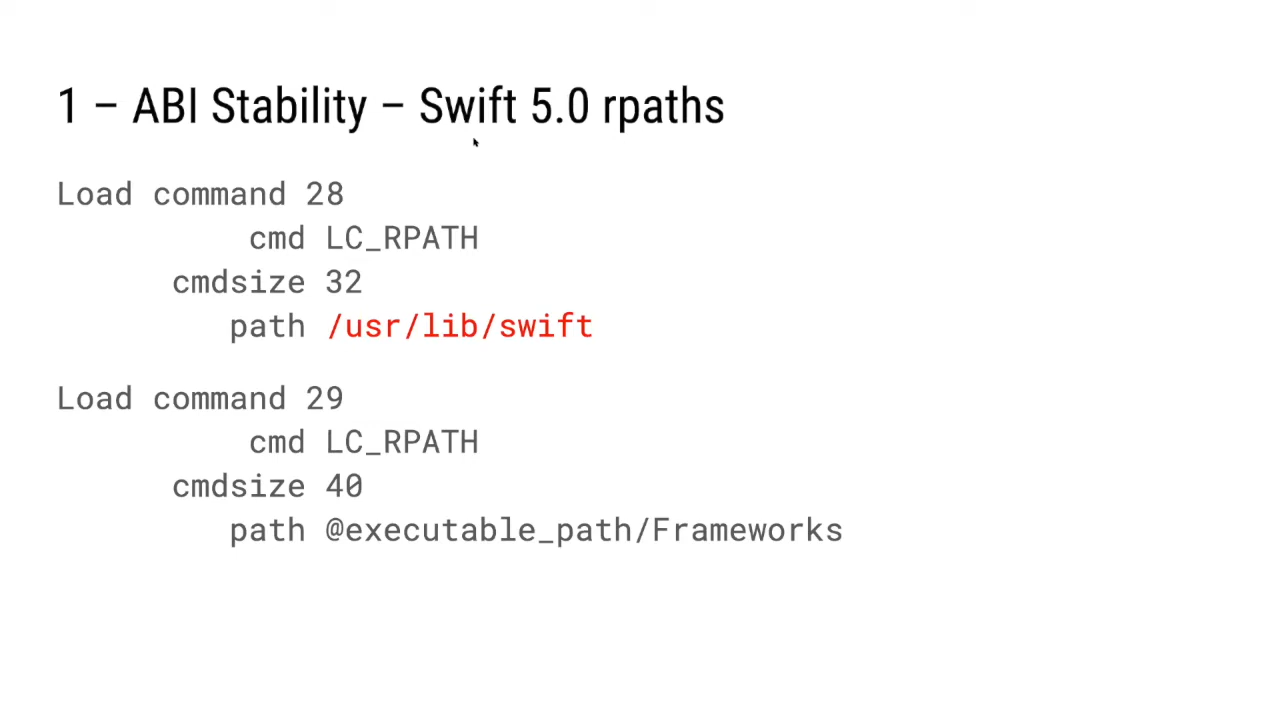 1 – ABI Stability – Swift 5.0 rpaths
Load command 28
cmd LC_RPATH
cmdsize 32
path /usr/lib/swift
Load command 29
cmd LC_RPATH
cmdsize 40
path @executable_path/Frameworks